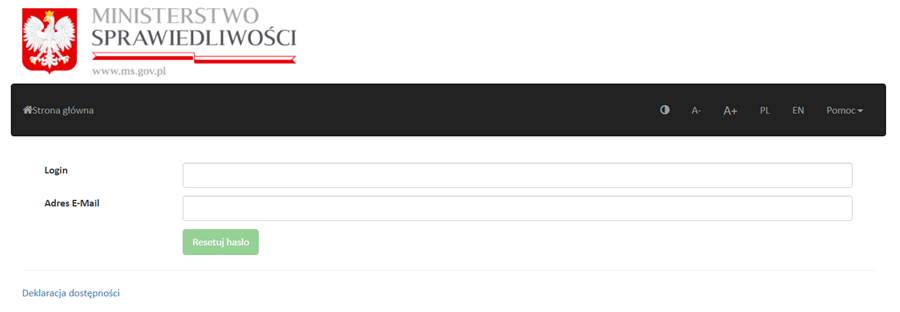 MINISTERSTWO
SPRAWIEDLIWOŚCI
www.ms.gov.pl
Strona główna A- A+ PL EN Pomoc
Login
Adres E-Mail
Resetuj hasło
Deklaracja dostępności